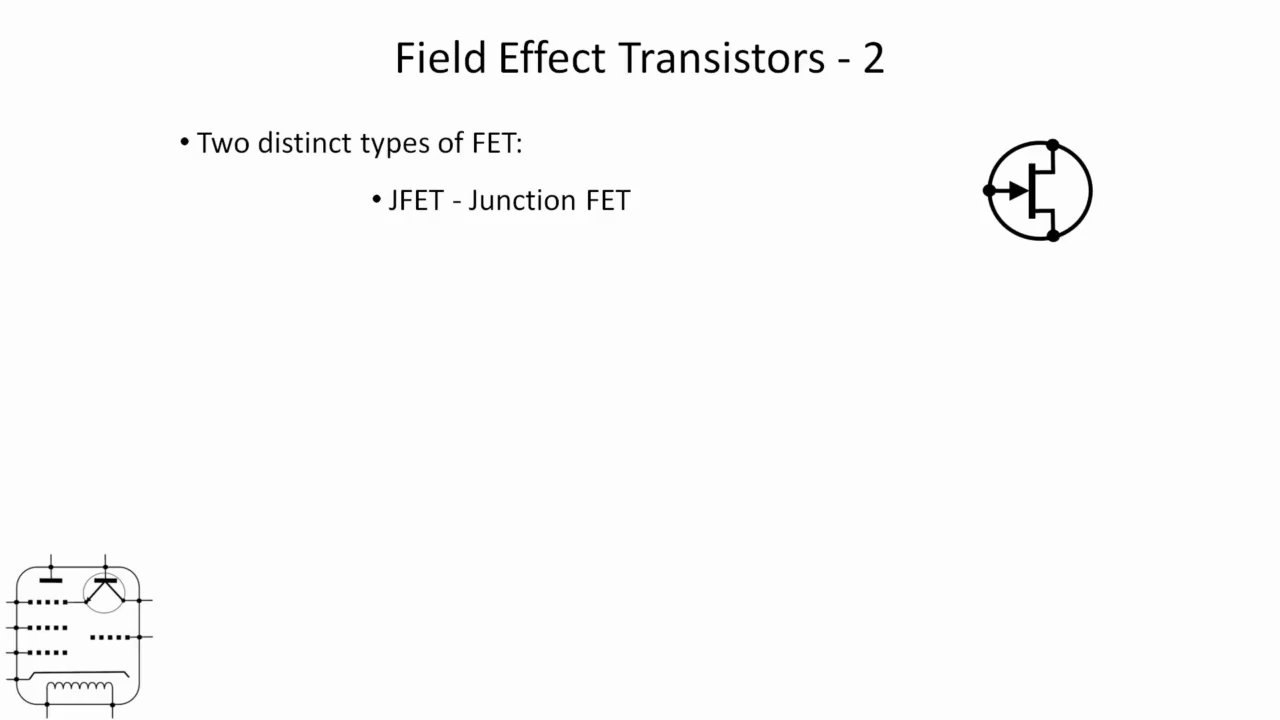 Field Effect Transistors - 2
• Two distinct types of FET:
• JFET - Junction FET